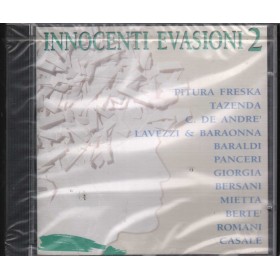 INNOCENTI EVASIONI 2
PITURA FRESKA
TAZENDA
C. DE ANDRE'
LAVEZZI & BARAONNA
BARALDI
PANCERI
GIORGIA
BERSANI
MIETTA
BERTE'
ROMANI
CASALE